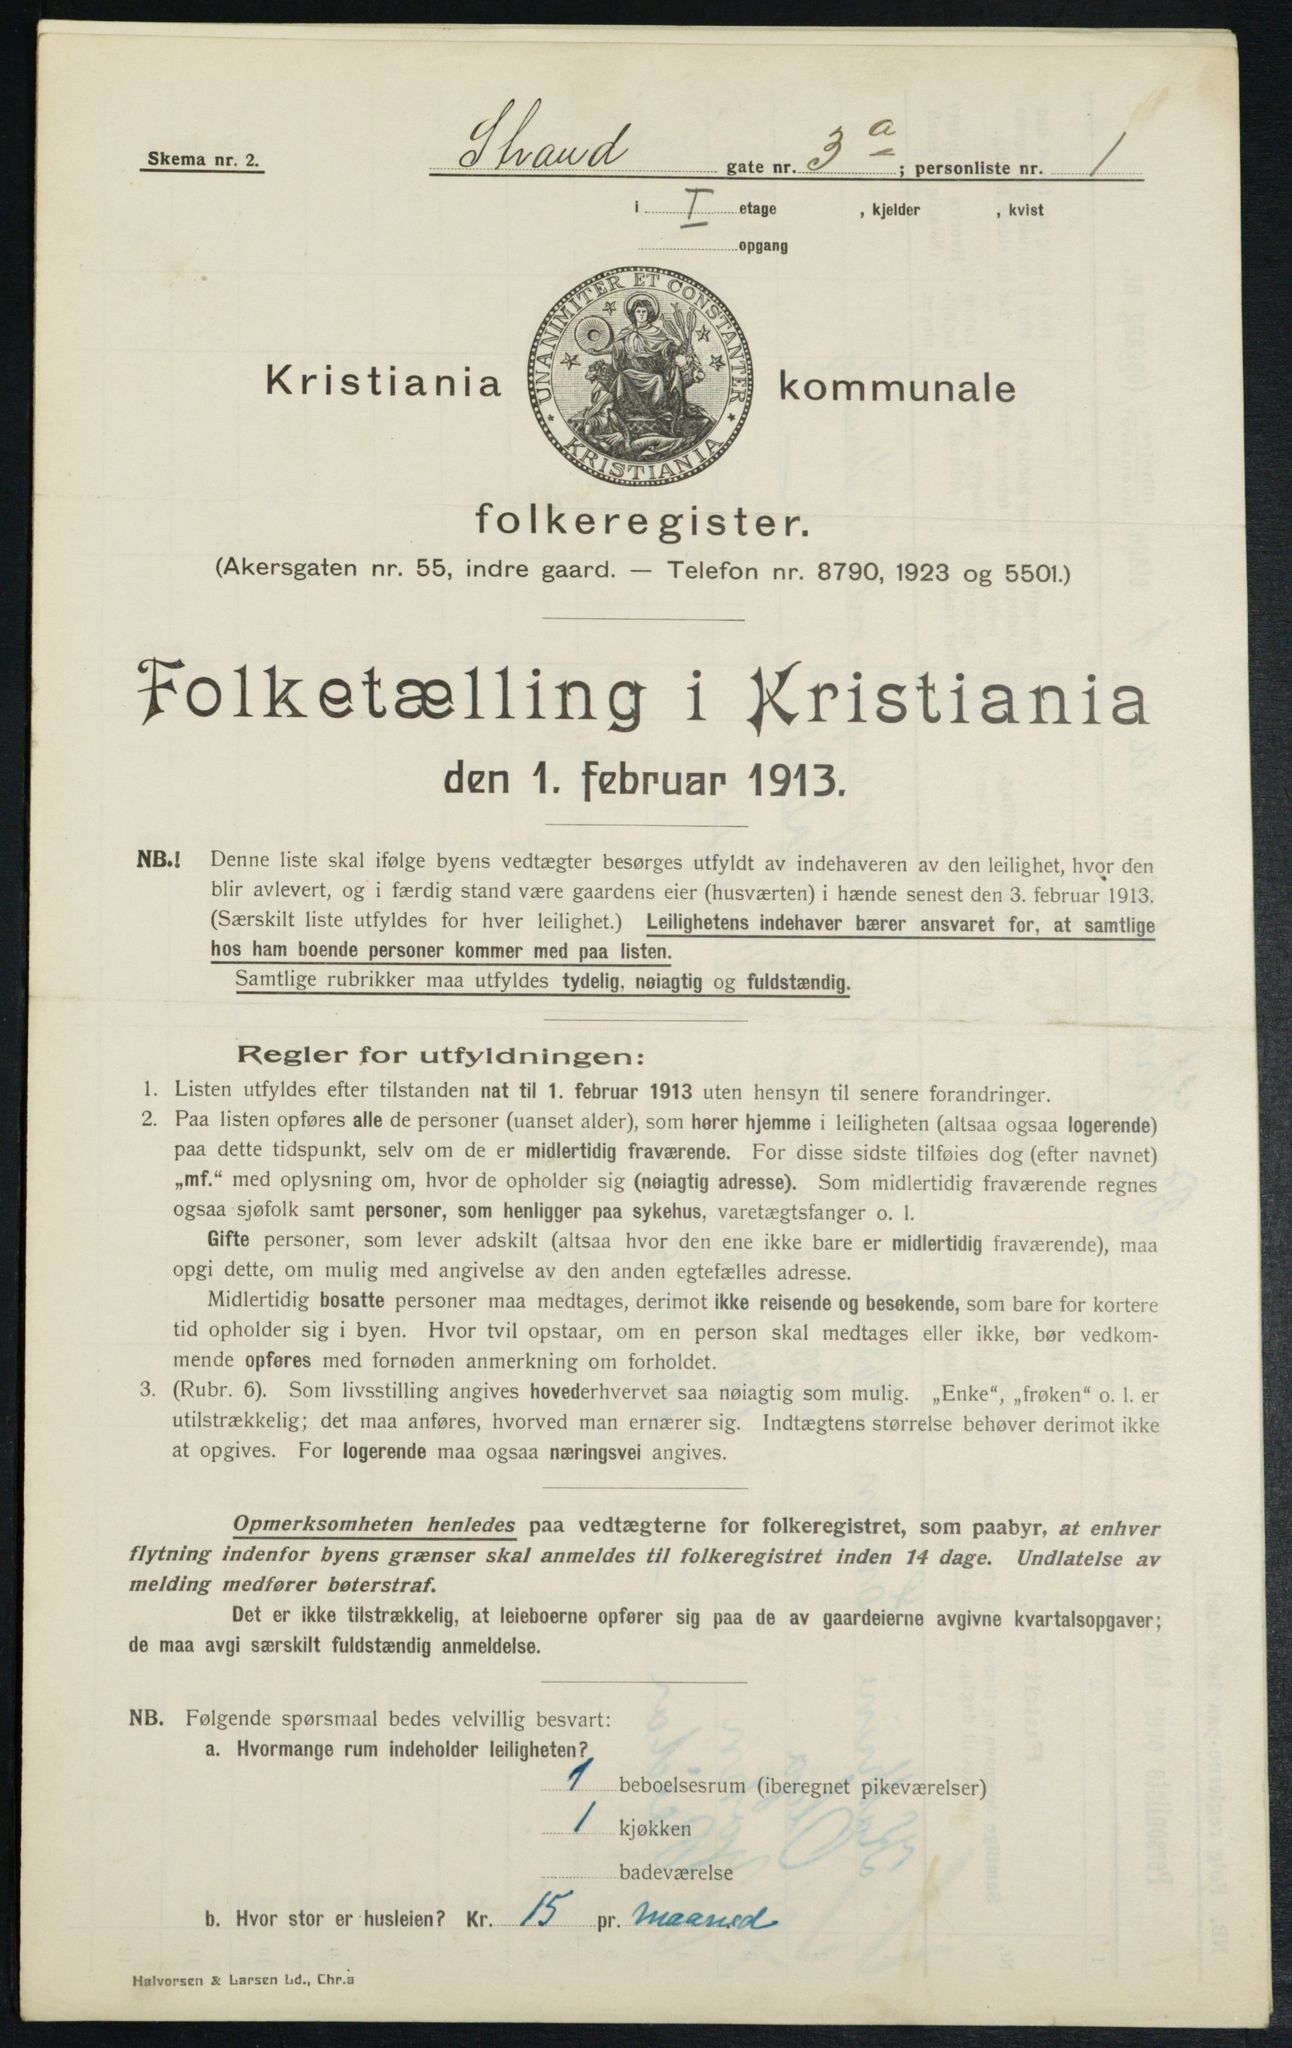 Skema nr. 2.
Strand gate nr. 3 a ; personliste nr. 1
i I etage , kjelder , kvist
opgang
UNANIMITER ET CONSTANTER
KRISTIANIA
Kristiania kommunale
folkeregister.
(Akersgaten nr. 55, indre gaard. — Telefon nr. 8790, 1923 og 5501.)
Folketælling i Kristiania
den 1. februar 1913.
NB.! Denne liste skal ifølge byens vedtægter besørges utfyldt av indehaveren av den leilighet, hvor den
blir avlevert, og i færdig stand være gaardens eier (husværten) i hænde senest den 3. februar 1913.
(Særskilt liste utfyldes for hver leilighet.) Leilighetens indehaver bærer ansvaret for, at samtlige
hos ham boende personer kommer med paa listen.
Samtlige rubrikker maa utfyldes tydelig, nøiagtig og fuldstændig.
Regler for utfyldningen:
1. Listen utfyldes efter tilstanden nat til 1. februar 1913 uten hensyn til senere forandringer.
2. Paa listen opføres alle de personer (uanset alder), som hører hjemme i leiligheten (altsaa ogsaa logerende)
paa dette tidspunkt, selv om de er midlertidig fraværende. For disse sidste tilføies dog (efter navnet)
„mf.“ med oplysning om, hvor de opholder sig (nøiagtig adresse). Som midlertidig fraværende regnes
ogsaa sjøfolk samt personer, som henligger paa sykehus, varetægtsfanger o. l.
Gifte personer, som lever adskilt (altsaa hvor den ene ikke bare er midlertidig fraværende), maa
opgi dette, om mulig med angivelse av den anden egtefælles adresse.
Midlertidig bosatte personer maa medtages, derimot ikke reisende og besøkende, som bare for kortere
tid opholder sig i byen. Hvor tvil opstaar, om en person skal medtages eller ikke, bør vedkom-
mende opføres med fornøden anmerkning om forholdet.
3. (Rubr. 6). Som livsstilling angives hovederhvervet saa nøiagtig som mulig. „Enke“, „frøken“ o. l. er
utilstrækkelig; det maa anføres, hvorved man ernærer sig. Indtægtens størrelse behøver derimot ikke
at opgives. For logerende maa ogsaa næringsvei angives.
Opmerksomheten henledes paa vedtægterne for folkeregistret, som paabyr, at enhver
flytning indenfor byens grænser skal anmeldes til folkeregistret inden 14 dage. Undlatelse av
melding medfører bøterstraf.
Det er ikke tilstrækkelig, at leieboerne opfører sig paa de av gaardeierne avgivne kvartalsopgaver;
de maa avgi særskilt fuldstændig anmeldelse.
NB. Følgende spørsmaal bedes velvillig besvart:
a. Hvormange rum indeholder leiligheten?
1 beboelsesrum (iberegnet pikeværelser)
1 kjøkken
badeværelse
b. Hvor stor er husleien? Kr. 15 pr. maaned
Halvorsen & Larsen Ld., Chr.a